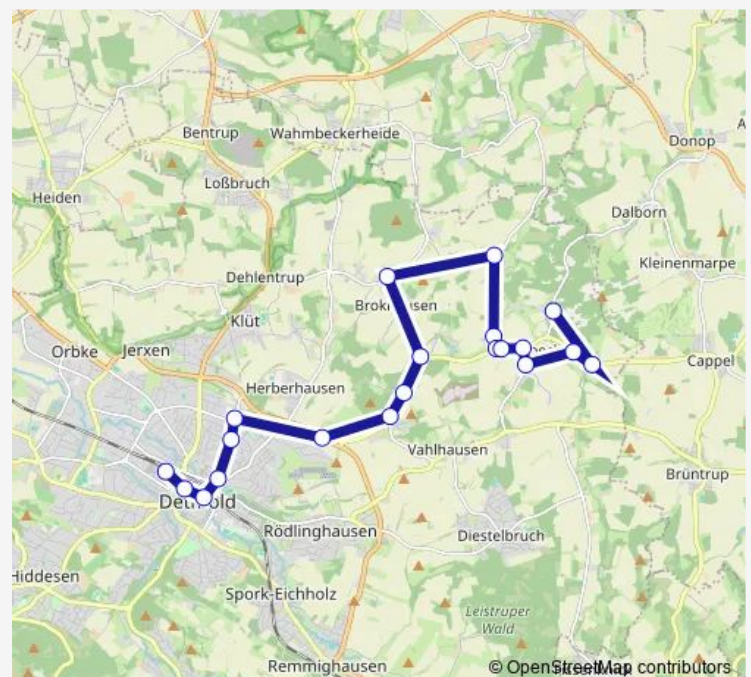 Bentrup
Wahmbeckerheide
Donop
A
Loßbruch
Heiden
Dalborn
Dehlentrup
Kleinenmarpe
Klüt
Orbke
Jerxen
Cappel
Herberhausen
Vahlhausen
Brüntrup
Rödlinghausen
Diestelbruch
Hiddesen
Spork-Eichholz
Leistruper
Wald
Remmighausen
© OpenStreetMap contributors